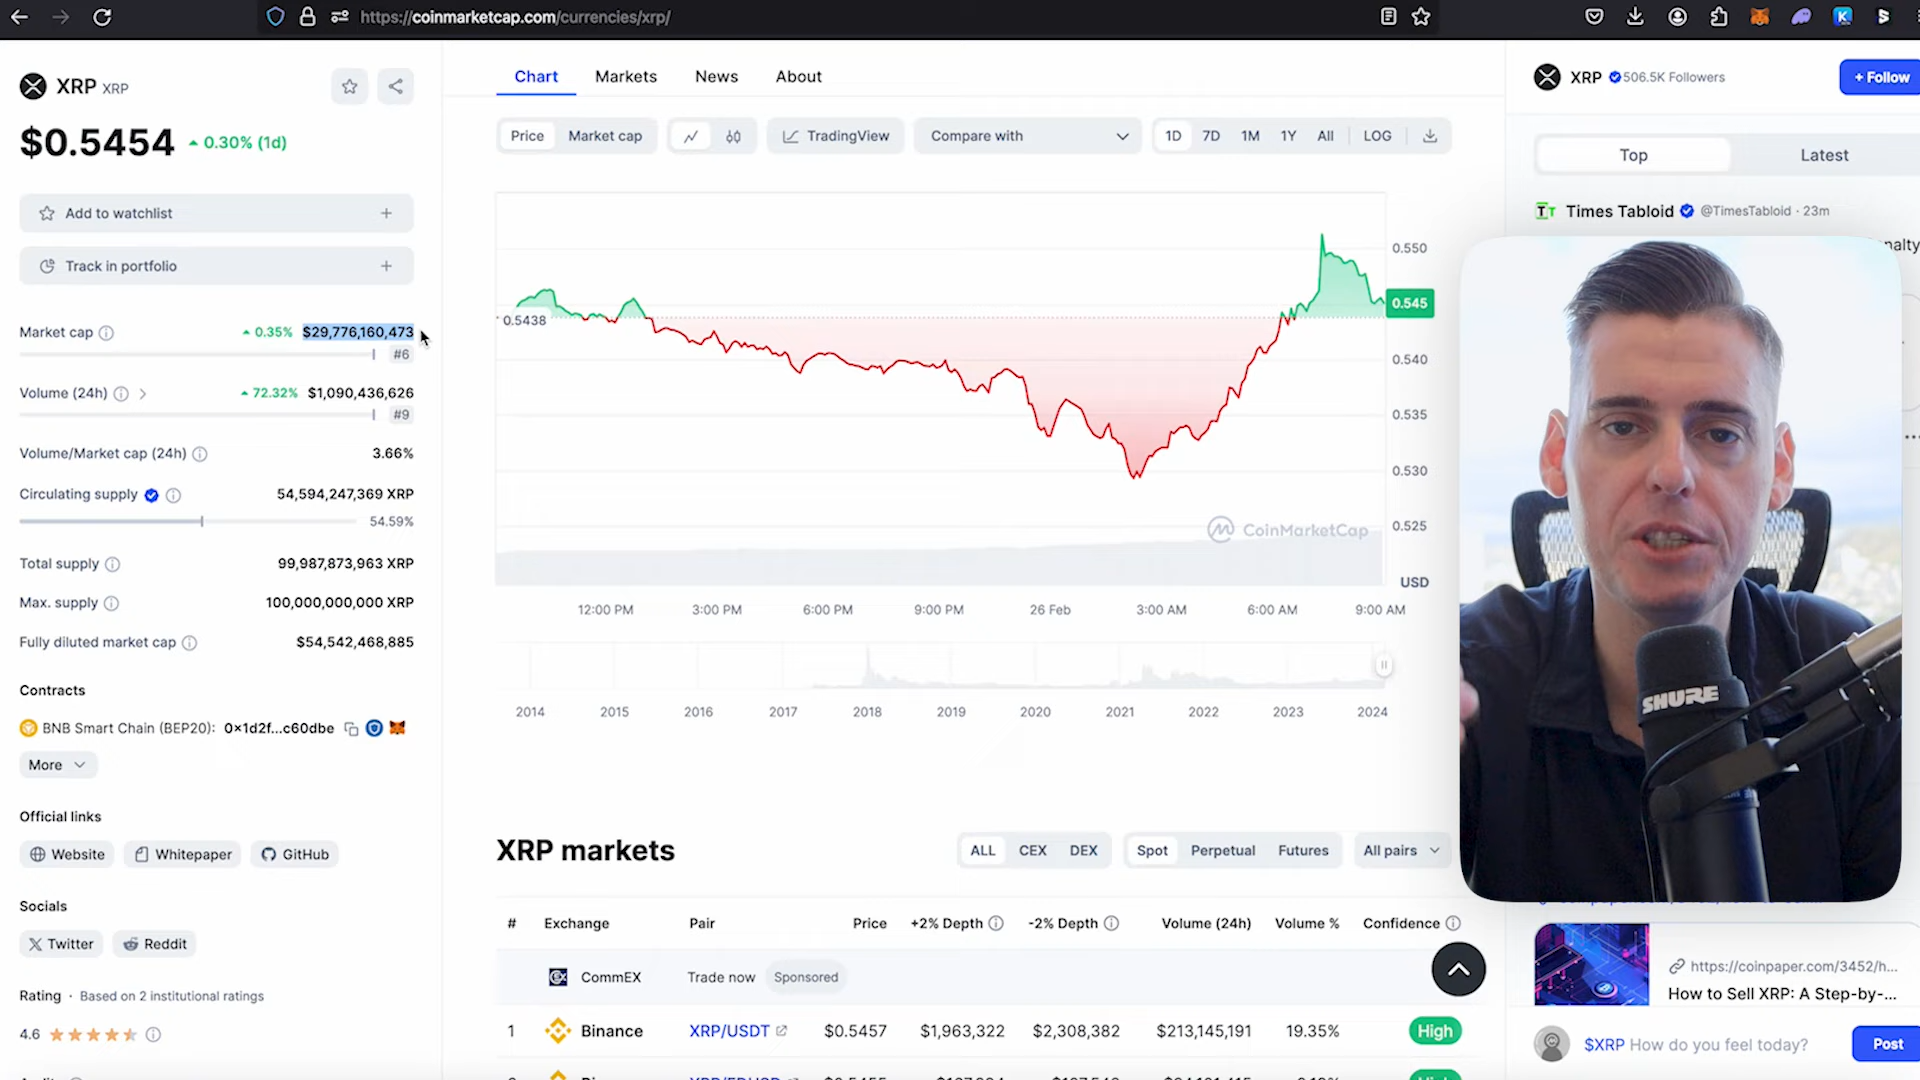 https://coinmarketcap.com/currencies/xrp/
XRP XRP
$0.5454 0.30% (1d)
Add to watchlist
Track in portfolio
Market cap 0.35% $29,776,160,473
#6
Volume (24h) 72.32% $1,090,436,626
#9
Volume/Market cap (24h) 3.66%
Circulating supply 54,594,247,369 XRP
54.59%
Total supply 99,987,873,963 XRP
Max. supply 100,000,000,000 XRP
Fully diluted market cap $54,542,468,885
Contracts
BNB Smart Chain (BEP20): 0x1d2f...c60dbe
More
Official links
Website Whitepaper GitHub
Socials
Twitter Reddit
Rating · Based on 2 institutional ratings
4.6
Chart Markets News About
Price Market cap TradingView Compare with 1D 7D 1M 1Y All LOG
0.5438
0.550
0.545
0.540
0.535
0.530
0.525
CoinMarketCap
USD
12:00 PM 3:00 PM 6:00 PM 9:00 PM 26 Feb 3:00 AM 6:00 AM 9:00 AM
2014 2015 2016 2017 2018 2019 2020 2021 2022 2023 2024
XRP markets
ALL CEX DEX Spot Perpetual Futures All pairs
# Exchange Pair Price +2% Depth -2% Depth Volume (24h) Volume % Confidence
CommEX Trade now Sponsored
1 Binance XRP/USDT $0.5457 $1,963,322 $2,308,382 $213,145,191 19.35% High
XRP 506.5K Followers + Follow
Top Latest
Times Tabloid @TimesTabloid · 23m
SHURE
https://coinpaper.com/3452/h...
How to Sell XRP: A Step-by-...
$XRP How do you feel today? Post